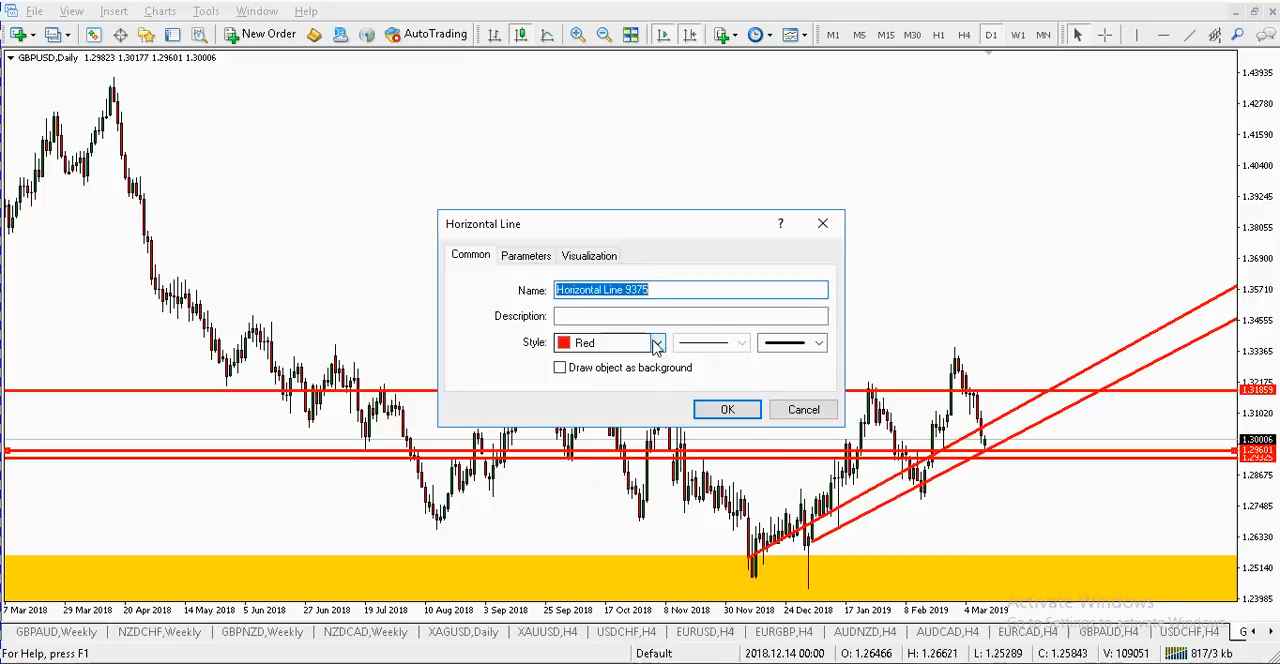 File View Insert Charts Tools Window Help
New Order AutoTrading M1 M5 M15 M30 H1 H4 D1 W1 MN
GBPUSD,Daily 1.29823 1.30177 1.29601 1.30006
1.43935
1.42780
1.41590
1.40400
1.39245
1.38055
1.36900
1.35710
1.34555
1.33365
1.32175
1.31859
1.31020
1.30006
1.29601
1.29325
1.28675
1.27485
1.26330
1.25140
1.23985
Horizontal Line ?
Common Parameters Visualization
Name: Horizontal Line 9375
Description:
Style: Red
Draw object as background
OK Cancel
7 Mar 2018 29 Mar 2018 20 Apr 2018 14 May 2018 5 Jun 2018 27 Jun 2018 19 Jul 2018 10 Aug 2018 3 Sep 2018 25 Sep 2018 17 Oct 2018 8 Nov 2018 30 Nov 2018 24 Dec 2018 17 Jan 2019 8 Feb 2019 4 Mar 2019
Activate Windows
GBPAUD,Weekly NZDCHF,Weekly GBPNZD,Weekly NZDCAD,Weekly XAGUSD,Daily XAUUSD,H4 USDCHF,H4 EURUSD,H4 EURGBP,H4 AUDNZD,H4 AUDCAD,H4 EURCAD,H4 GBPAUD,H4 USDCHF,H4 G
For Help, press F1 Default 2018.12.14 00:00 O: 1.26466 H: 1.26621 L: 1.25289 C: 1.25843 V: 109051 817/3 kb